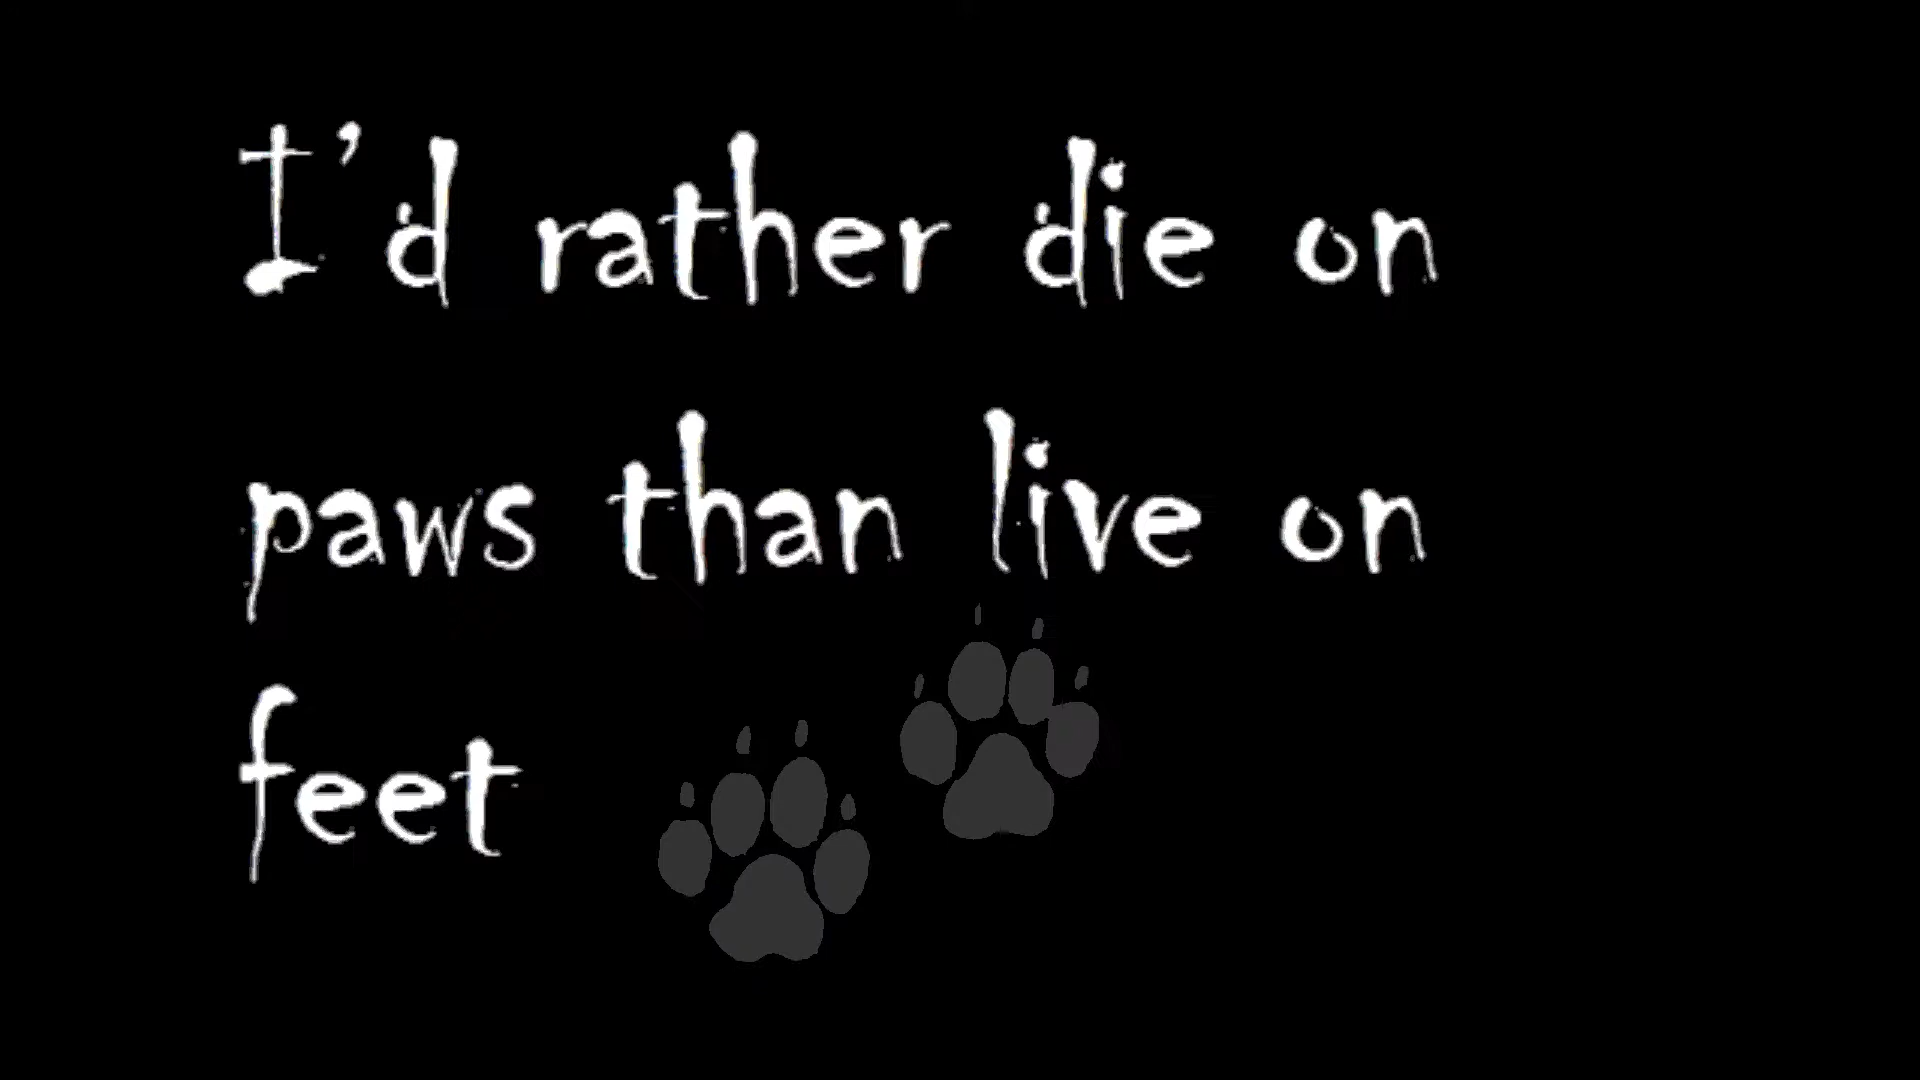 I’d rather die on
paws than live on
feet